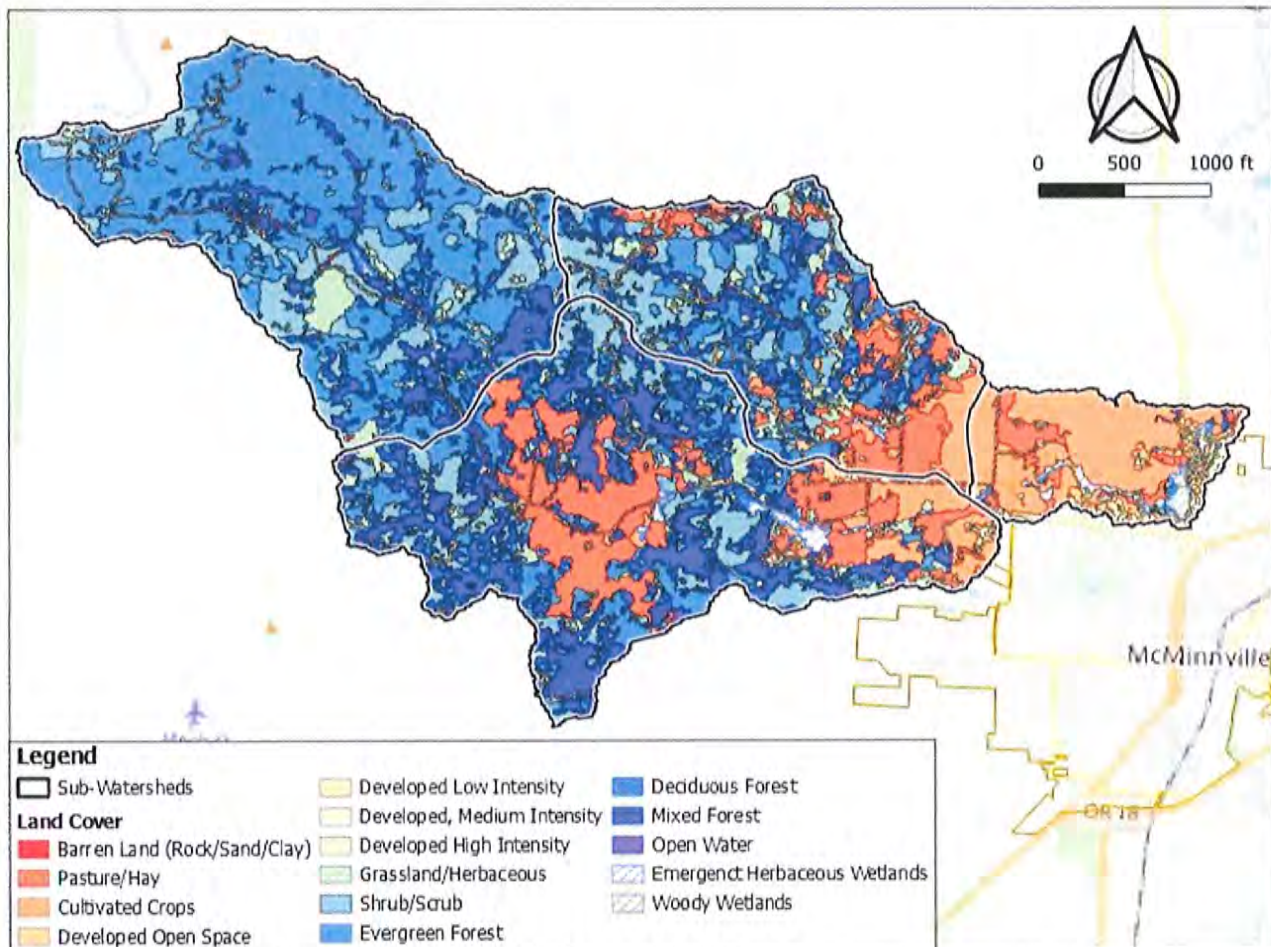 0 500 1000 ft
McMinnville
OR 18
Legend
Sub-Watersheds
Land Cover
Barren Land (Rock/Sand/Clay)
Pasture/Hay
Cultivated Crops
Developed Open Space
Developed Low Intensity
Developed, Medium Intensity
Developed High Intensity
Grassland/Herbaceous
Shrub/Scrub
Evergreen Forest
Deciduous Forest
Mixed Forest
Open Water
Emergenct Herbaceous Wetlands
Woody Wetlands